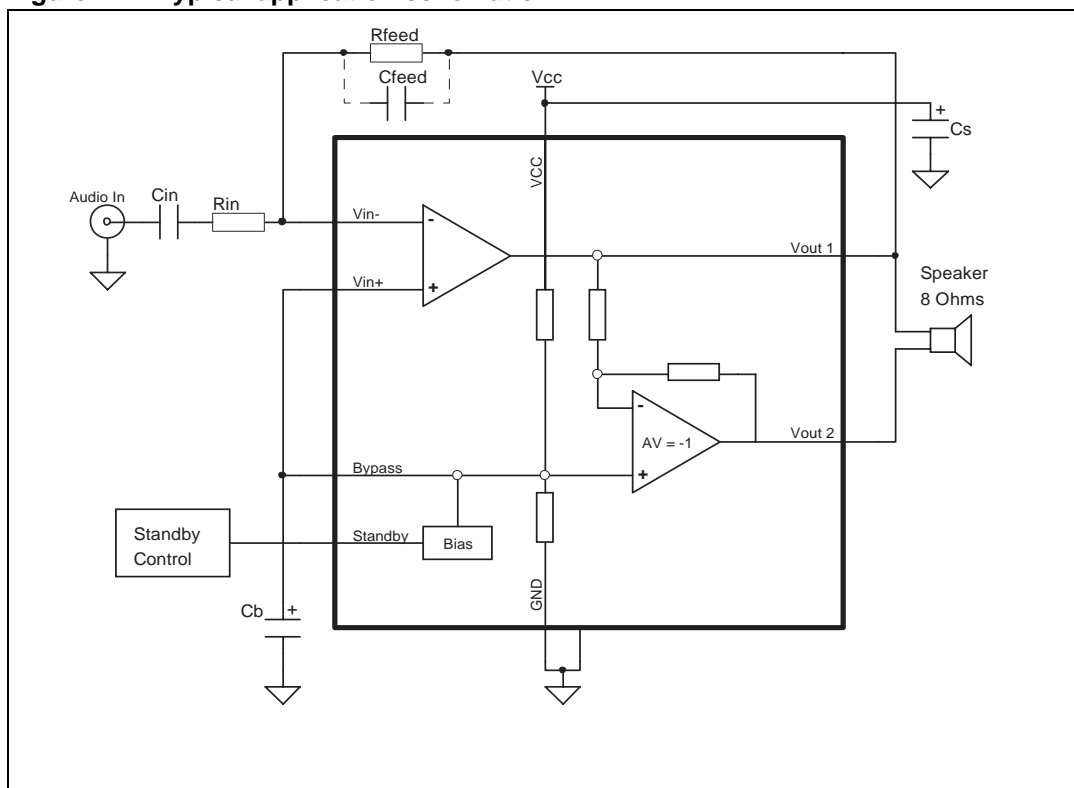 Rfeed
Cfeed
Vcc
+
Cs
VCC
Audio In
Cin
Rin
Vin-
-
Vin+
+
Vout 1
Speaker
8 Ohms
-
AV = -1
+
Vout 2
Bypass
Standby
Control
Standby
Bias
GND
Cb
+